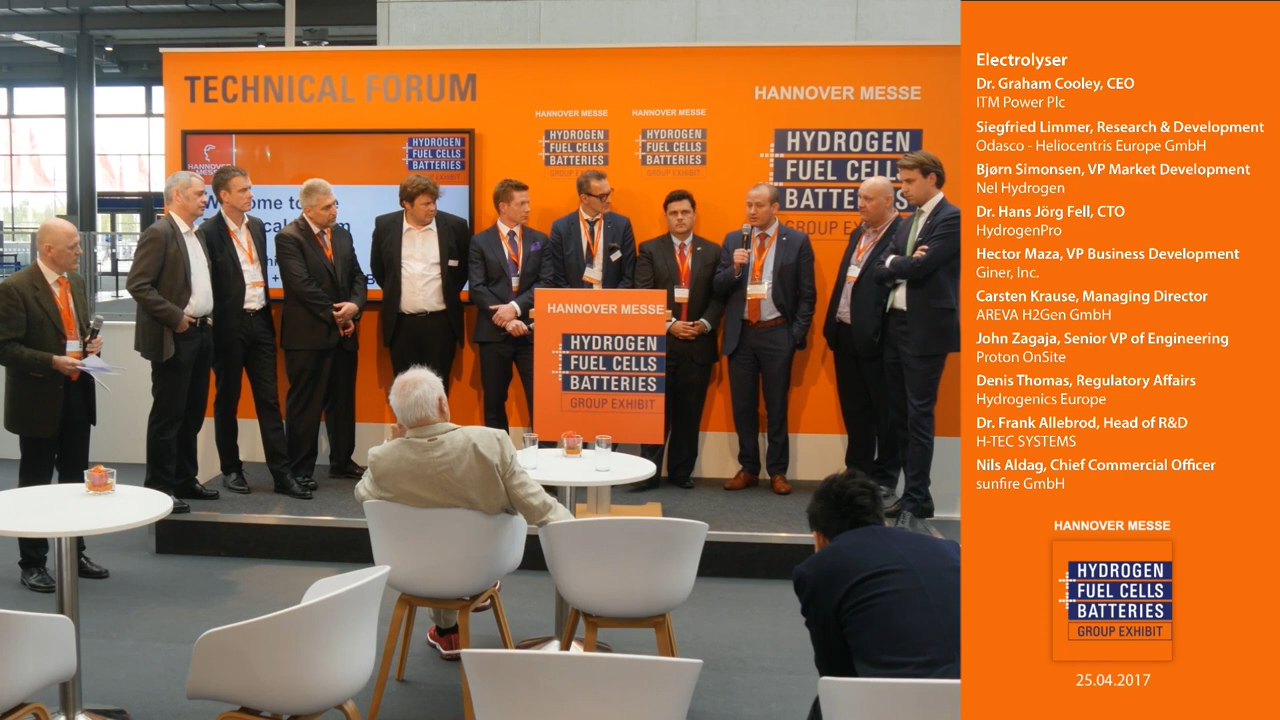 TECHNICAL FORUM
HANNOVER MESSE
HYDROGEN
FUEL CELLS
BATTERIES
GROUP EXHIBIT
HANNOVER MESSE
HYDROGEN
FUEL CELLS
BATTERIES
GROUP EXHIBIT
HANNOVER MESSE
HYDROGEN
FUEL CELLS
BATTERIES
GROUP EXHIBIT
HANNOVER
HYDROGEN
FUEL CELLS
BATTERIES
GROUP EXHIBIT
HANNOVER MESSE
HYDROGEN
FUEL CELLS
BATTERIES
GROUP EXHIBIT
Electrolyser
Dr. Graham Cooley, CEO
ITM Power Plc
Siegfried Limmer, Research & Development
Odasco - Heliocentris Europe GmbH
Bjørn Simonsen, VP Market Development
Nel Hydrogen
Dr. Hans Jörg Fell, CTO
HydrogenPro
Hector Maza, VP Business Development
Giner, Inc.
Carsten Krause, Managing Director
AREVA H2Gen GmbH
John Zagaja, Senior VP of Engineering
Proton OnSite
Denis Thomas, Regulatory Affairs
Hydrogenics Europe
Dr. Frank Allebrod, Head of R&D
H-TEC SYSTEMS
Nils Aldag, Chief Commercial Officer
sunfire GmbH
HANNOVER MESSE
HYDROGEN
FUEL CELLS
BATTERIES
GROUP EXHIBIT
25.04.2017